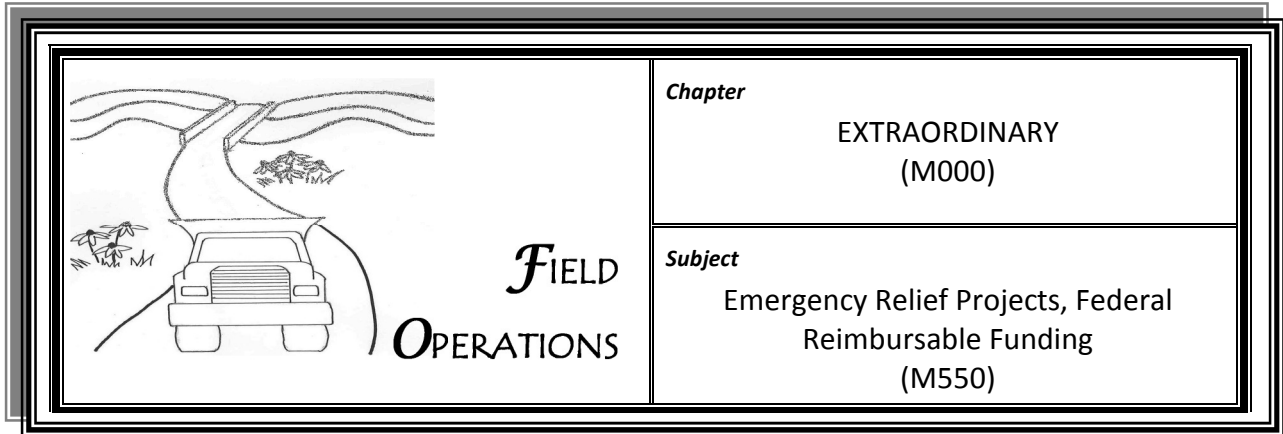 FIELD
OPERATIONS
Chapter
EXTRAORDINARY
(M000)
Subject
Emergency Relief Projects, Federal
Reimbursable Funding
(M550)